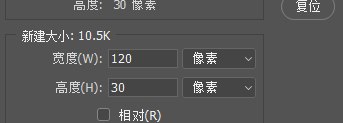 高度: 30 像素
复位
新建大小: 10.5K
宽度(W): 120 像素
高度(H): 30 像素
相对(R)